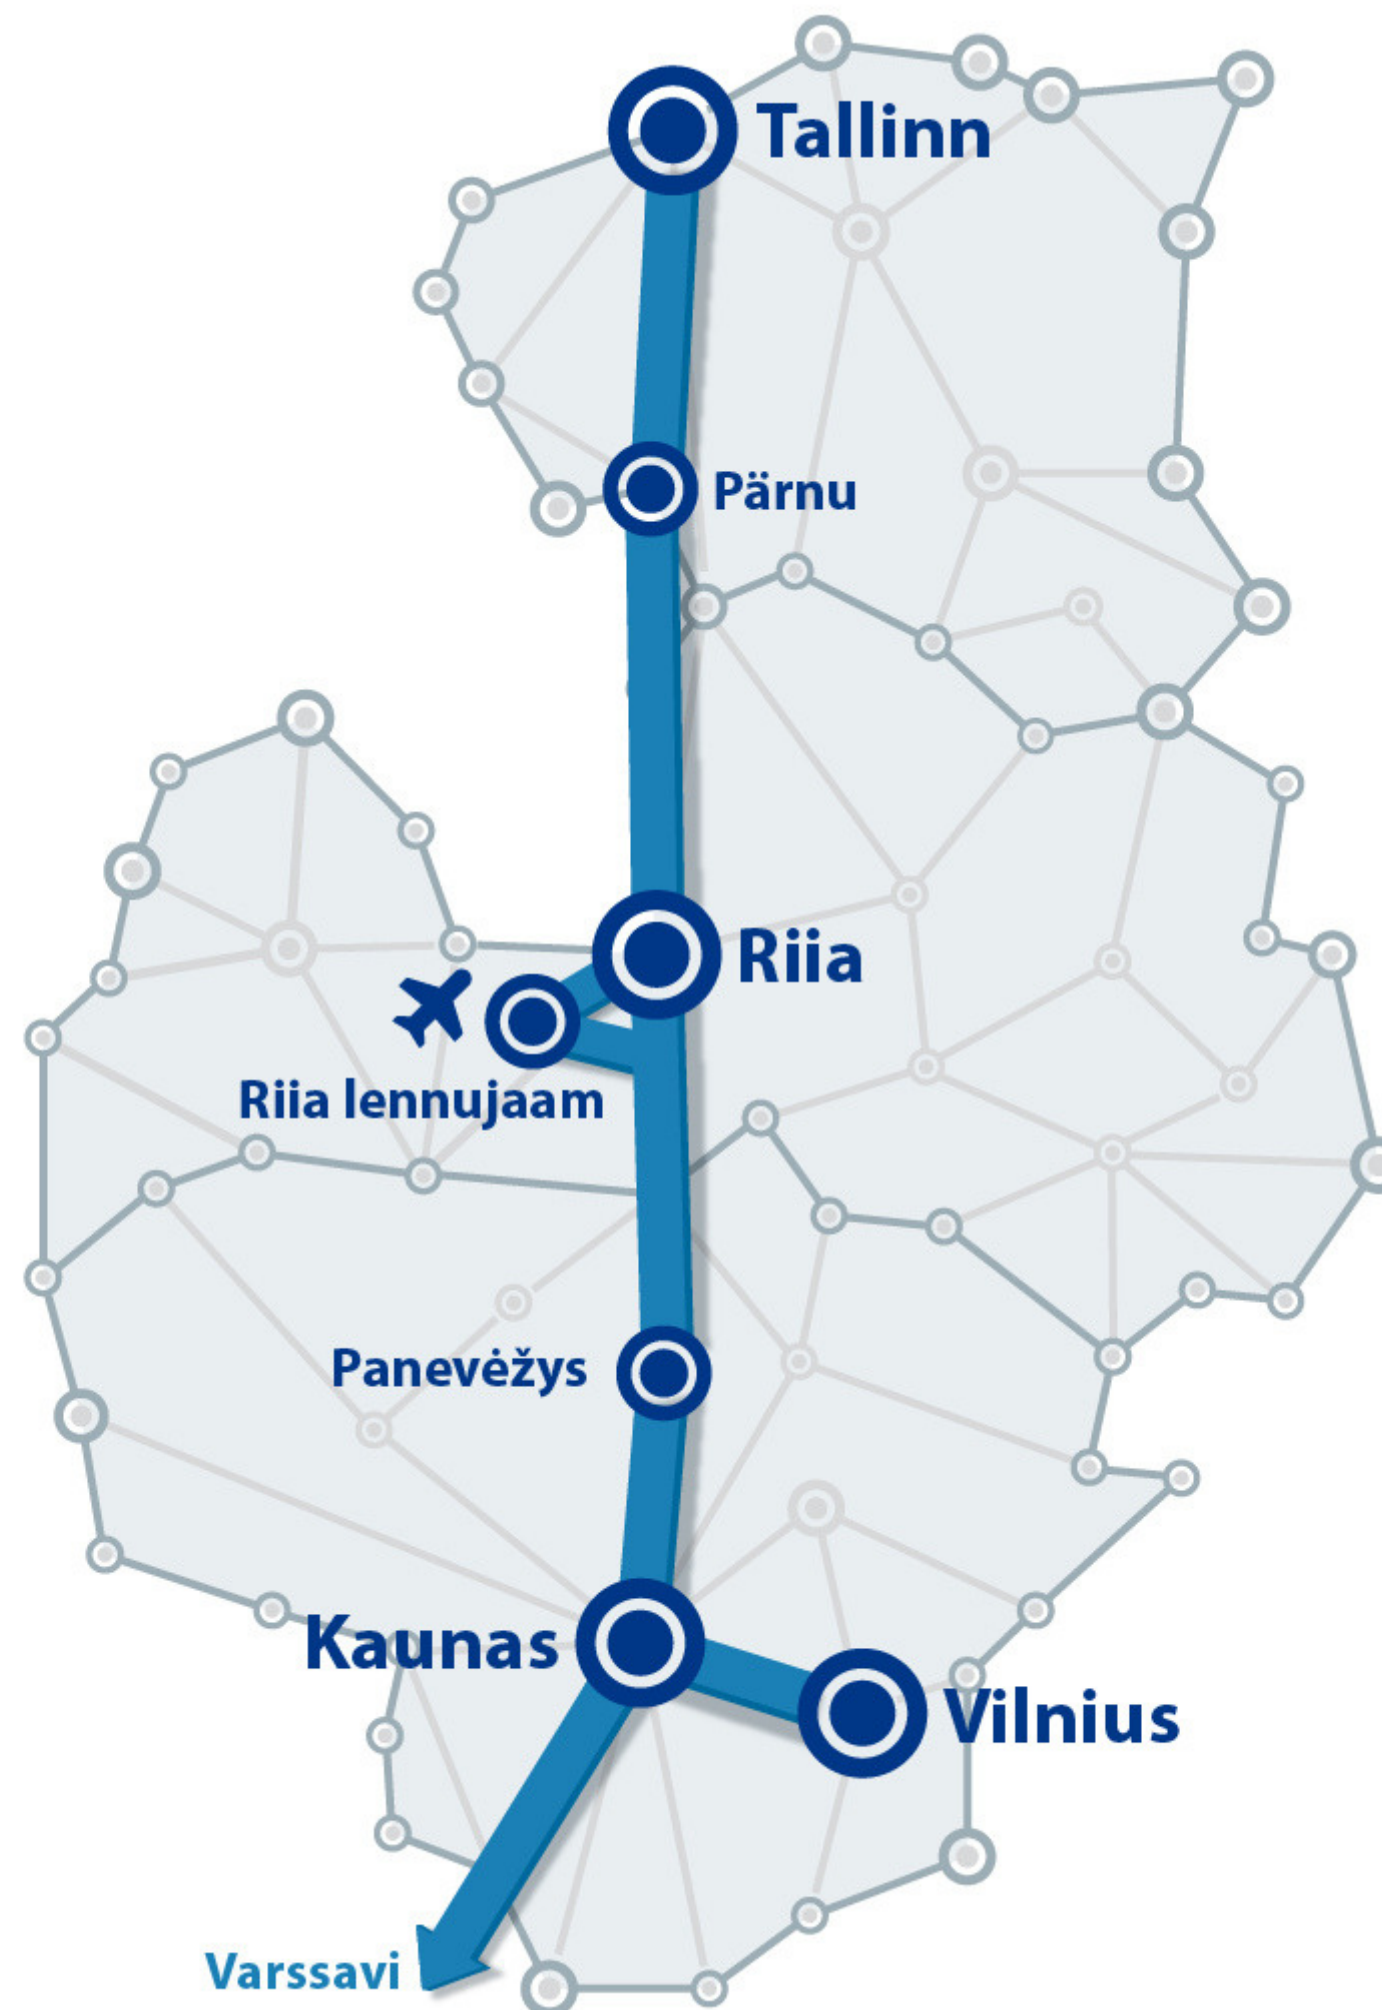 Tallinn
Pärnu
Riia
Riia lennujaam
Panevėžys
Kaunas
Vilnius
Varssavi